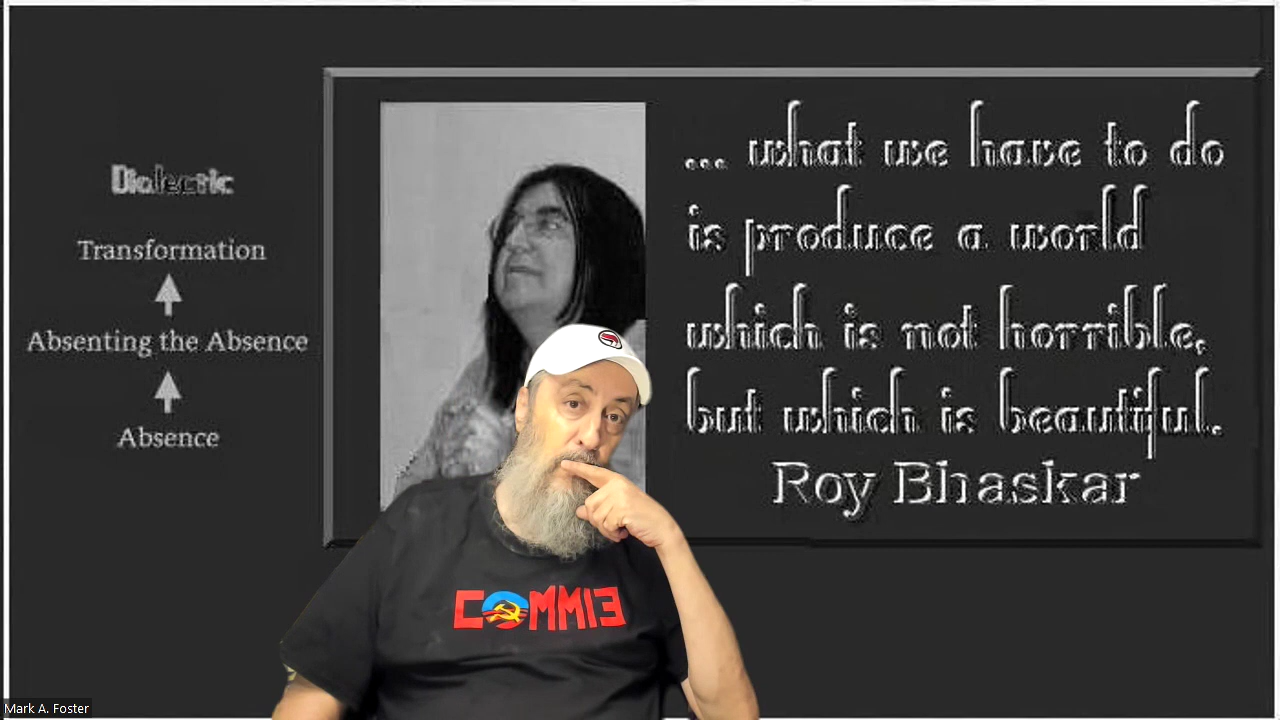 Dialectic
Transformation
Absenting the Absence
Absence
... what we have to do
is produce a world
which is not horrible,
but which is beautiful.
Roy Bhaskar
COMMIE
Mark A. Foster